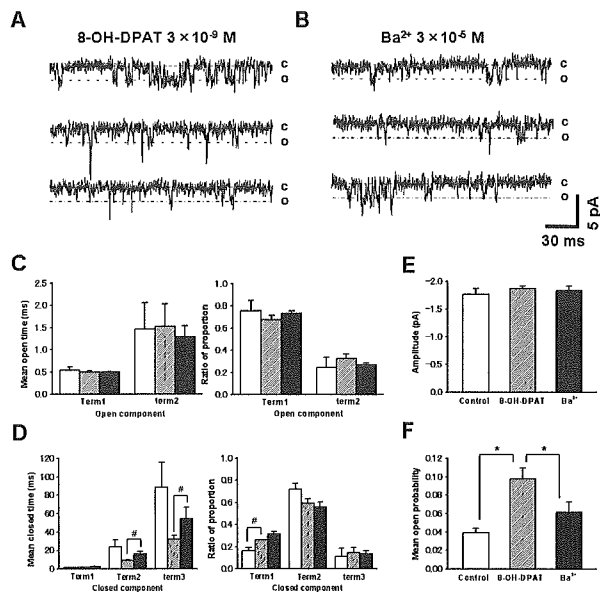 A
8-OH-DPAT 3×10⁻⁹ M
C
O
C
O
C
O
B
Ba²⁺ 3×10⁻⁵ M
C
O
C
O
C
O
5 pA
30 ms
C
Mean open time (ms)
2.5
2.0
1.5
1.0
0.5
0.0
Term1
term2
Open component
Ratio of proportion
1.0
0.8
0.6
0.4
0.2
0.0
Term1
term2
Open component
E
Amplitude (pA)
-2.0
-1.5
-1.0
-0.5
0.0
Control
8-OH-DPAT
Ba²⁺
D
Mean closed time (ms)
120
100
80
60
40
20
0
#
#
Term1
Term2
term3
Closed component
Ratio of proportion
1.0
0.8
0.6
0.4
0.2
0.0
#
Term1
Term2
term3
Closed component
F
Mean open probability
0.12
0.10
0.08
0.06
0.04
0.02
0.00
*
*
Control
8-OH-DPAT
Ba²⁺